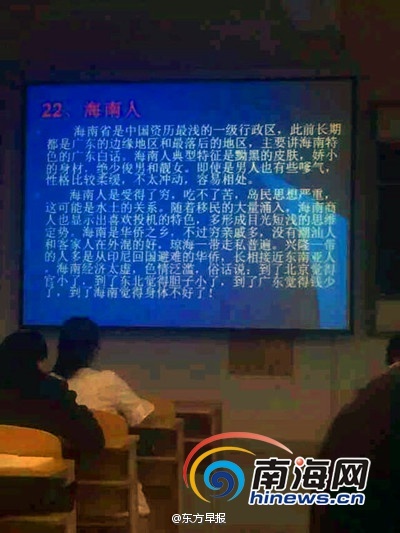 22、海南人
海南省是中国资历最浅的一级行政区，此前长期
都是广东的边缘地区和最落后的地区，主要讲海南特
色的广东白话。海南人典型特征是黝黑的皮肤，娇小
的身材，绝少俊男和靓女。即使是男人也有些嗲气，
性格比较柔缓，不太冲动，容易相处。
海南人是受得了穷，吃不了苦，岛民思想严重，
这可能是水土的关系。随着移民的大量涌入，海南商
人也显示出喜欢投机的特色，多形成目光短浅的思维
定势。海南是华侨之乡，不过穷亲戚多，没有潮汕人
和客家人在外混的好，琼海一带走私普遍。兴隆一带
的人多是从印尼回国避难的华侨，长相接近东南亚人
。海南经济太虚，色情泛滥，俗话说：到了北京觉得
官小了，到了东北觉得胆子小了，到了广东觉得钱少
了，到了海南觉得身体不好了！
南海网
hinews.cn
@东方早报